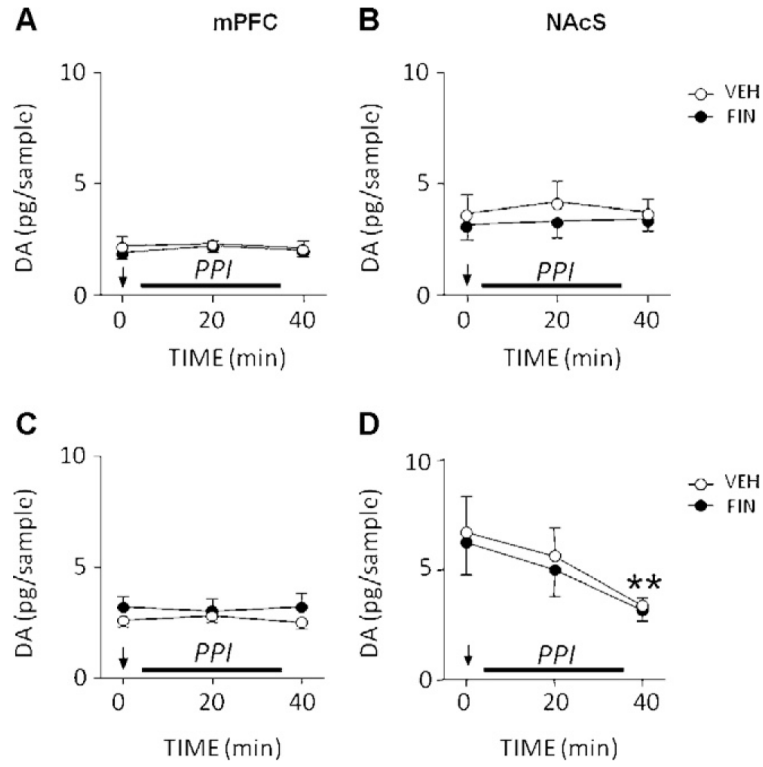 A mPFC
10
5
0
DA (pg/sample)
PPI
0 20 40
TIME (min)
B NAcS
10
5
0
DA (pg/sample)
PPI
0 20 40
TIME (min)
VEH
FIN
C
10
5
0
DA (pg/sample)
PPI
0 20 40
TIME (min)
D
10
5
0
DA (pg/sample)
**
PPI
0 20 40
TIME (min)
VEH
FIN